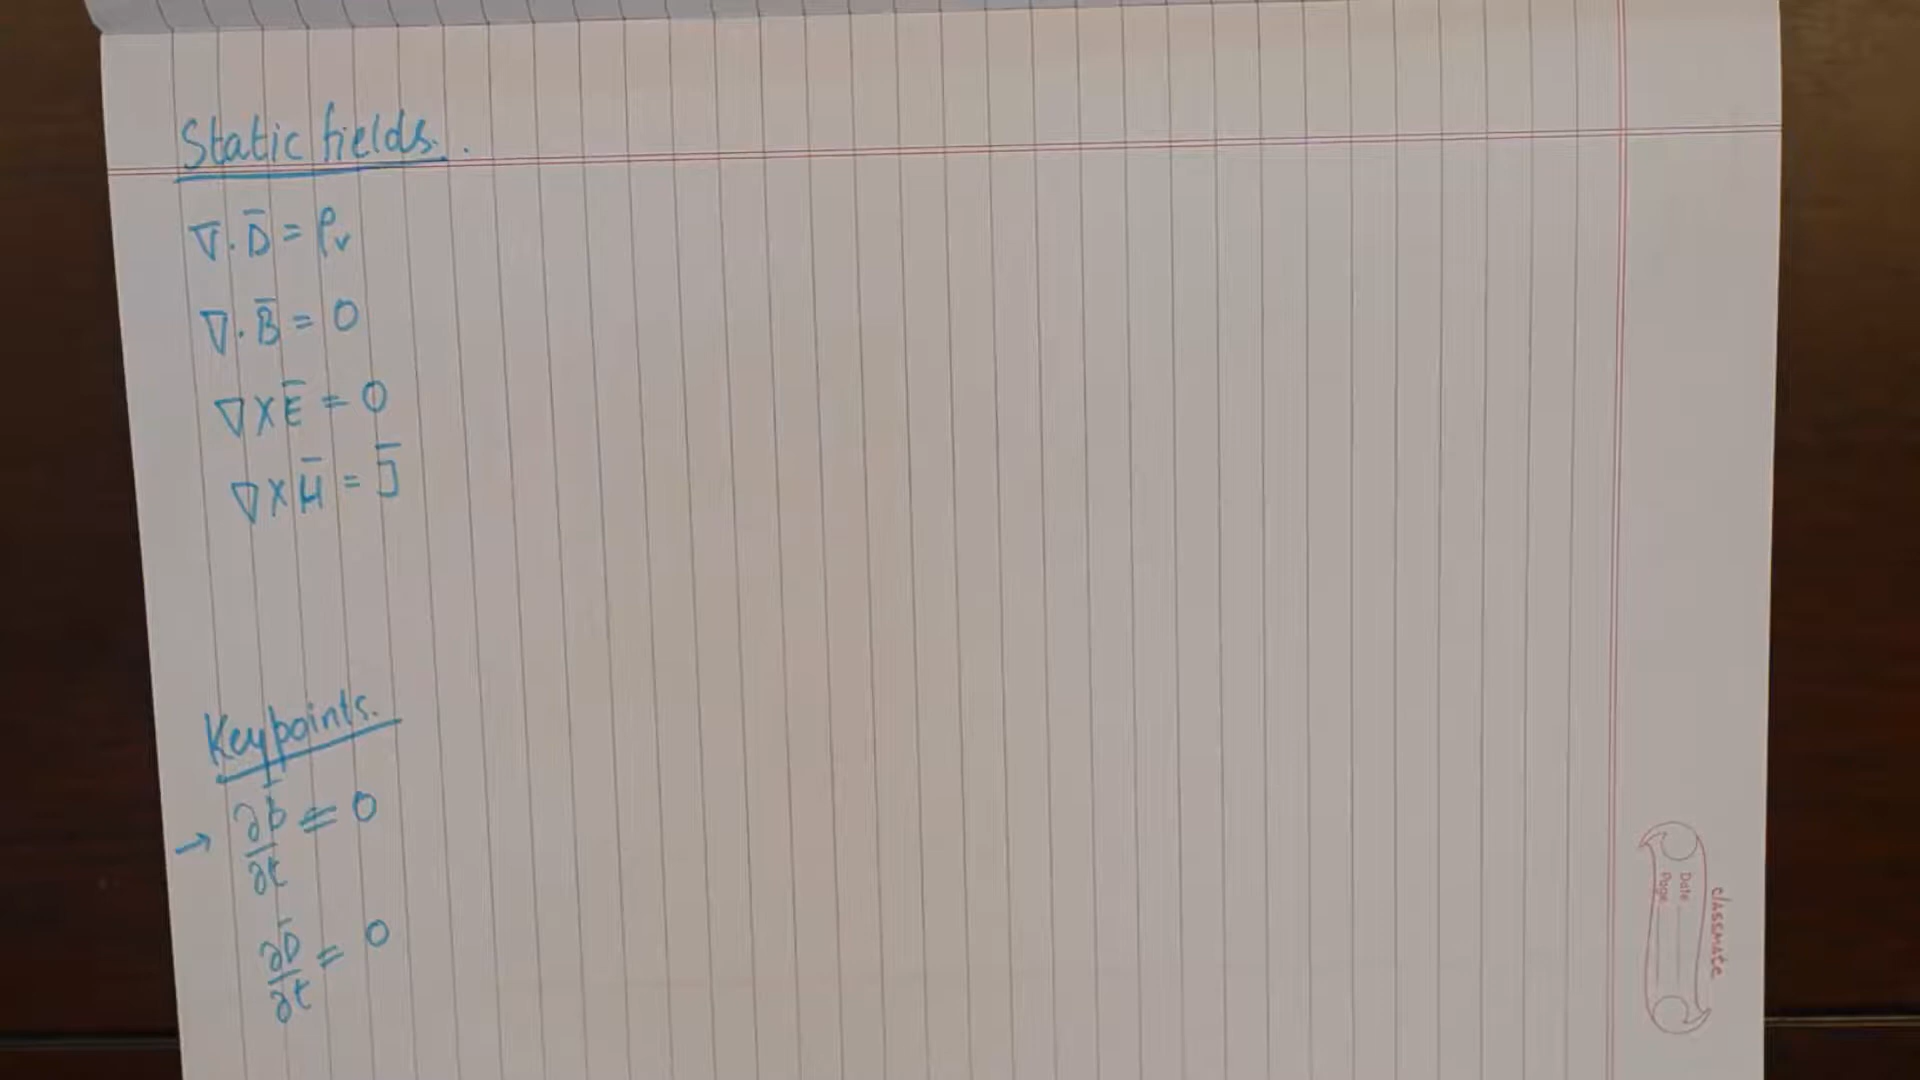 Static fields..
∇.D̅ = ρv
∇.B̅ = 0
∇×E̅ = 0
∇×H̅ = J̅
Keypoints.
→ ∂b̅/∂t = 0
∂D̅/∂t = 0
classmate
Date
Page